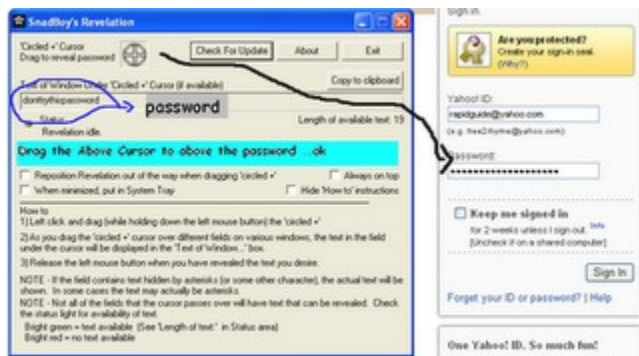 SnadBoy's Revelation
'Circled +' Cursor
Drag to reveal password
Check For Update
About
Exit
Text of Window Under 'Circled +' Cursor (if available)
Copy to clipboard
password
Status
Revelation idle.
Length of available text: 19
Drag the Above Cursor to above the password ..ok
Reposition Revelation out of the way when dragging 'circled +'
Always on top
When minimized, put in System Tray
Hide 'How to' instructions
How to
1) Left click and drag (while holding down the left mouse button) the 'circled +'
2) As you drag the 'circled +' cursor over different fields on various windows, the text in the field
under the cursor will be displayed in the 'Text of Window...' box.
3) Release the left mouse button when you have revealed the text you desire.
NOTE - If the field contains text hidden by asterisks (or some other character), the actual text will be
shown. In some cases the text may actually be asterisks.
NOTE - Not all of the fields that the cursor passes over will have text that can be revealed. Check
the status light for availability of text.
Bright green = text available (See 'Length of text:' in Status area)
Bright red = no text available
Sign in
Are you protected?
Create your sign-in seal.
(Why?)
Yahoo! ID:
rapidguide@yahoo.com
(e.g. free2rhyme@yahoo.com)
Password:
Keep me signed in
for 2 weeks unless I sign out. Info
[Uncheck if on a shared computer]
Sign In
Forget your ID or password? | Help
One Yahoo! ID. So much fun!